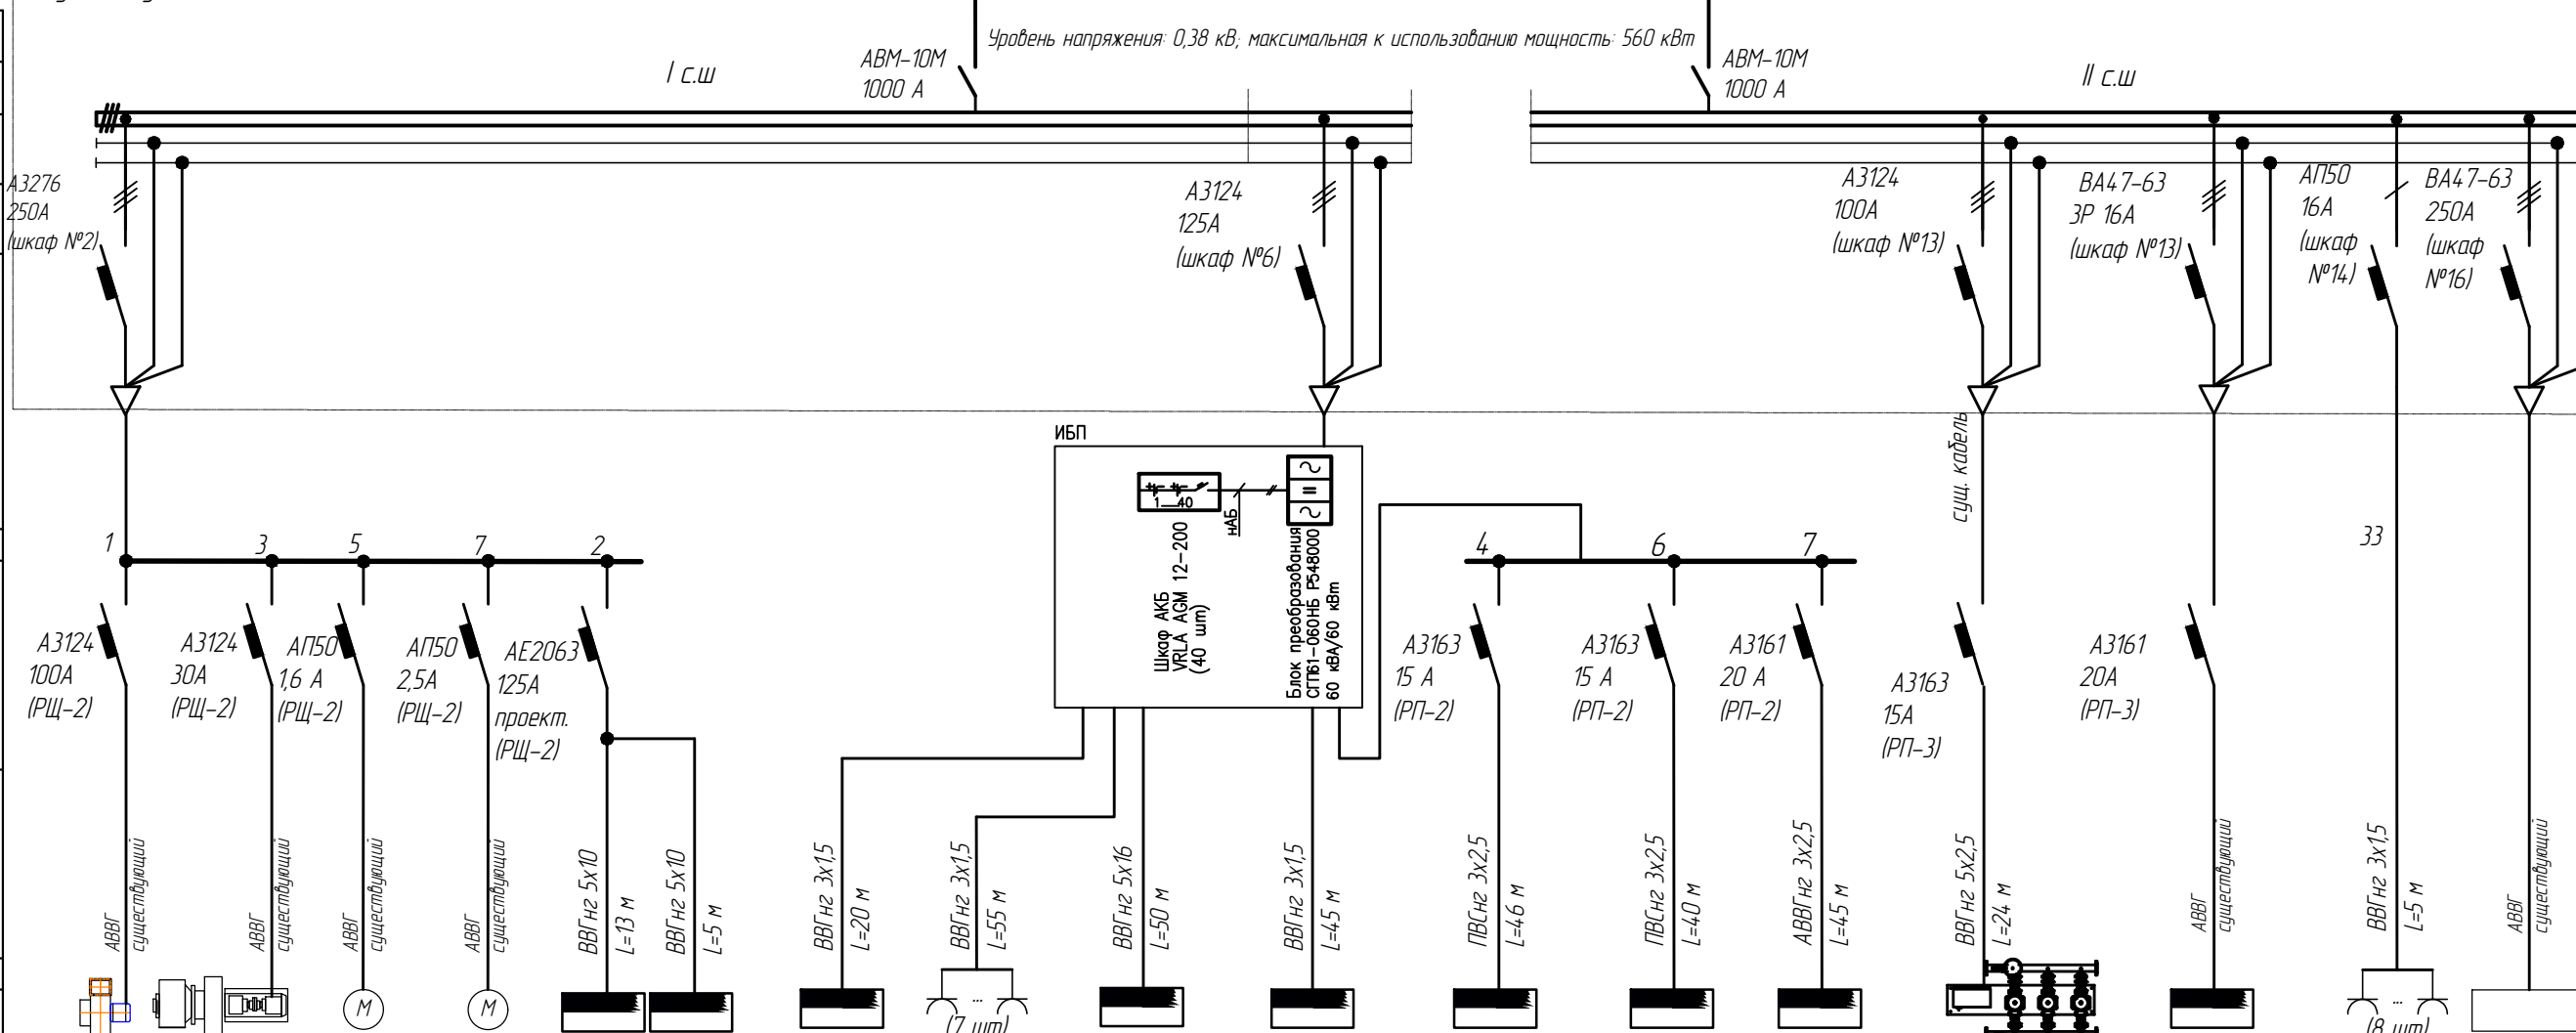 Уровень напряжения: 0,38 кВ; максимальная к использованию мощность: 560 кВт
I с.ш
АВМ-10М
1000 А
АВМ-10М
1000 А
II с.ш
А3276
250А
(шкаф №2)
А3124
125А
(шкаф №6)
А3124
100А
(шкаф №13)
ВА47-63
3Р 16А
(шкаф №13)
АП50
16А
(шкаф
№14)
ВА47-63
250А
(шкаф
№16)
ИБП
1...40
нАБ
Шкаф АКБ
VRLA AGM 12-200
(40 шт)
Блок преобразования
СГП61-060НБ Р548000
60 кВА/60 кВт
сущ. кабель
33
1
3
5
7
2
4
6
7
А3124
100А
(РЩ-2)
А3124
30А
(РЩ-2)
АП50
1,6 А
(РЩ-2)
АП50
2,5А
(РЩ-2)
АЕ2063
125А
проект.
(РЩ-2)
А3163
15 А
(РП-2)
А3163
15 А
(РП-2)
А3161
20 А
(РП-2)
А3163
15А
(РП-3)
А3161
20А
(РП-3)
АВВГ
существующий
АВВГ
существующий
АВВГ
существующий
АВВГ
существующий
ВВГнг 5х10
L=13 м
ВВГнг 5х10
L=5 м
ВВГнг 3х1,5
L=20 м
ВВГнг 3х1,5
L=55 м
ВВГнг 5х16
L=50 м
ВВГнг 3х1,5
L=45 м
ПВСнг 3х2,5
L=46 м
ПВСнг 3х2,5
L=40 м
АВВГнг 3х2,5
L=45 м
ВВГнг 5х2,5
L=24 м
АВВГ
существующий
ВВГнг 3х1,5
L=5 м
АВВГ
существующий
М
М
...
(7 шт)
...
(8 шт)